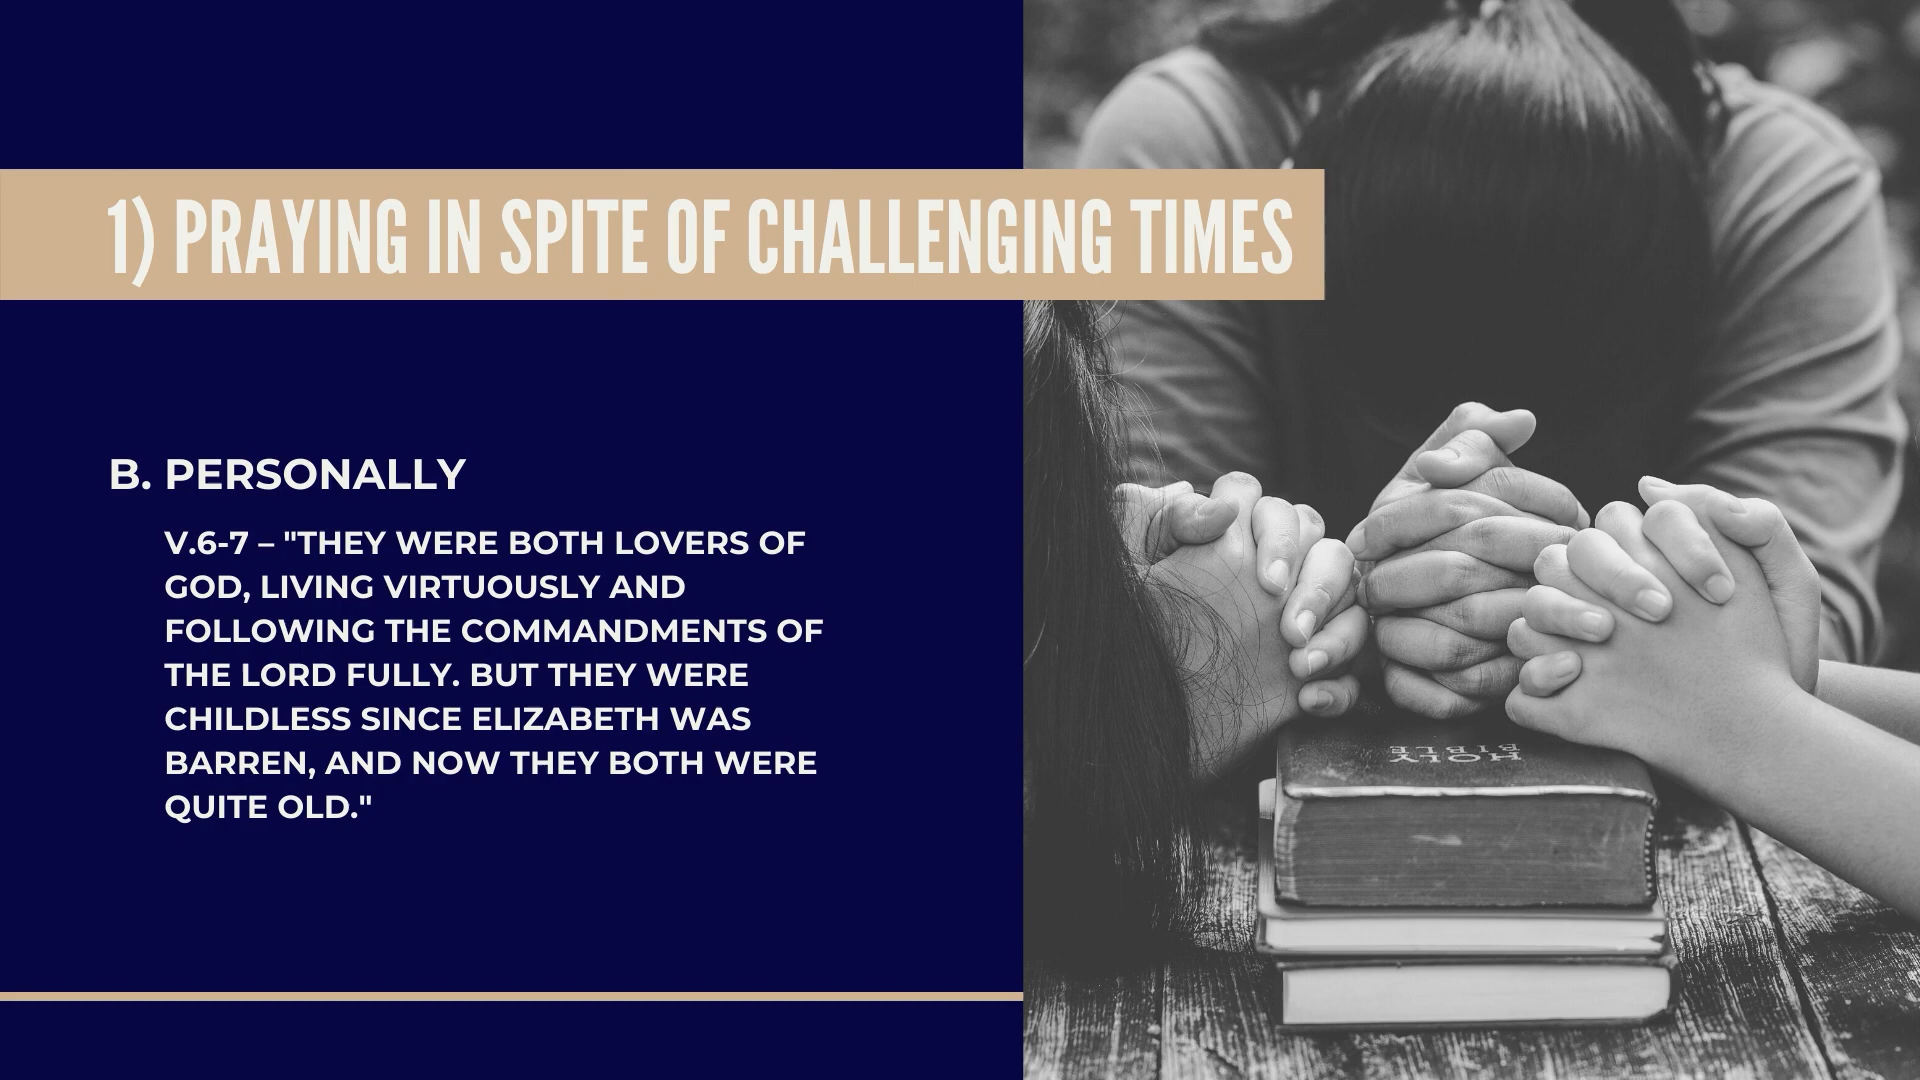 1) PRAYING IN SPITE OF CHALLENGING TIMES
B. PERSONALLY
V.6-7 – "THEY WERE BOTH LOVERS OF
GOD, LIVING VIRTUOUSLY AND
FOLLOWING THE COMMANDMENTS OF
THE LORD FULLY. BUT THEY WERE
CHILDLESS SINCE ELIZABETH WAS
BARREN, AND NOW THEY BOTH WERE
QUITE OLD."
HOLY
BIBLE